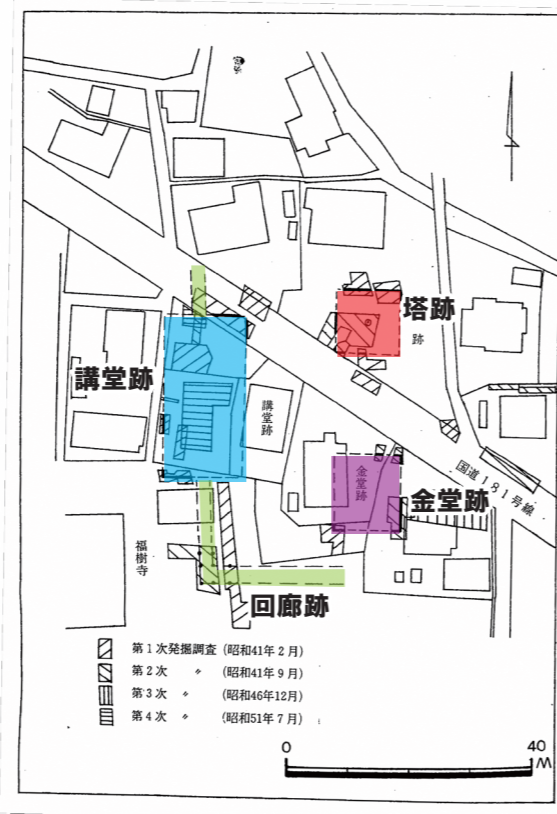 塔跡
跡
講堂跡
講堂跡
金堂跡
金堂跡
国道181号線
福樹寺
回廊跡
第1次発掘調査 (昭和41年2月)
第2次 〃 (昭和41年9月)
第3次 〃 (昭和46年12月)
第4次 〃 (昭和51年7月)
0 40
M